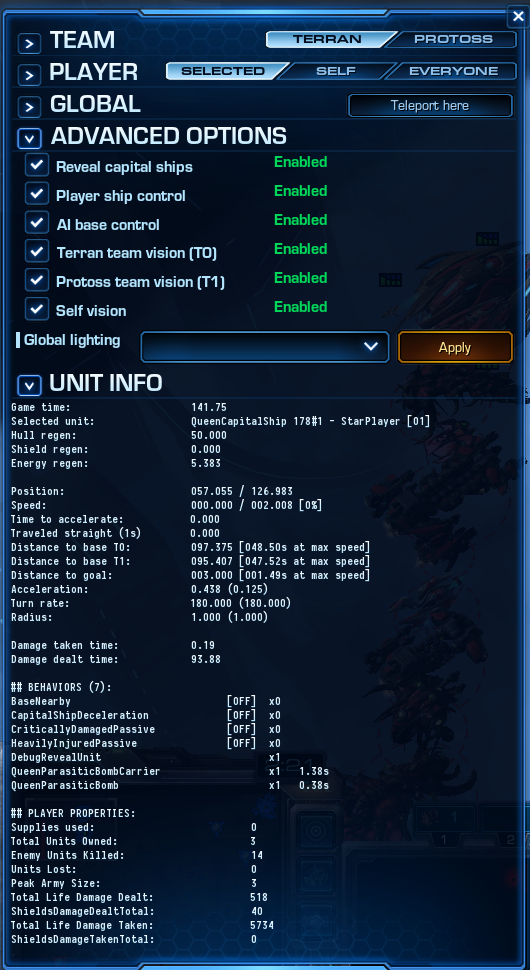 TEAM TERRAN PROTOSS
PLAYER SELECTED SELF EVERYONE
GLOBAL Teleport here
ADVANCED OPTIONS
Reveal capital ships Enabled
Player ship control Enabled
AI base control Enabled
Terran team vision (T0) Enabled
Protoss team vision (T1) Enabled
Self vision Enabled
Global lighting Apply
UNIT INFO
Game time: 141.75
Selected unit: QueenCapitalShip 178#1 - StarPlayer [01]
Hull regen: 50.000
Shield regen: 0.000
Energy regen: 5.383
Position: 057.055 / 126.983
Speed: 000.000 / 002.008 [0%]
Time to accelerate: 0.000
Traveled straight (1s) 0.000
Distance to base T0: 097.375 [048.50s at max speed]
Distance to base T1: 095.407 [047.52s at max speed]
Distance to goal: 003.000 [001.49s at max speed]
Acceleration: 0.438 (0.125)
Turn rate: 180.000 (180.000)
Radius: 1.000 (1.000)
Damage taken time: 0.19
Damage dealt time: 93.88
## BEHAVIORS (7):
BaseNearby [OFF] x0
CapitalShipDeceleration [OFF] x0
CriticallyDamagedPassive [OFF] x0
HeavilyInjuredPassive [OFF] x0
DebugRevealUnit x1
QueenParasiticBombCarrier x1 1.38s
QueenParasiticBomb x1 0.38s
## PLAYER PROPERTIES:
Supplies used: 0
Total Units Owned: 3
Enemy Units Killed: 14
Units Lost: 0
Peak Army Size: 3
Total Life Damage Dealt: 518
ShieldsDamageDealtTotal: 40
Total Life Damage Taken: 5734
ShieldsDamageTakenTotal: 0